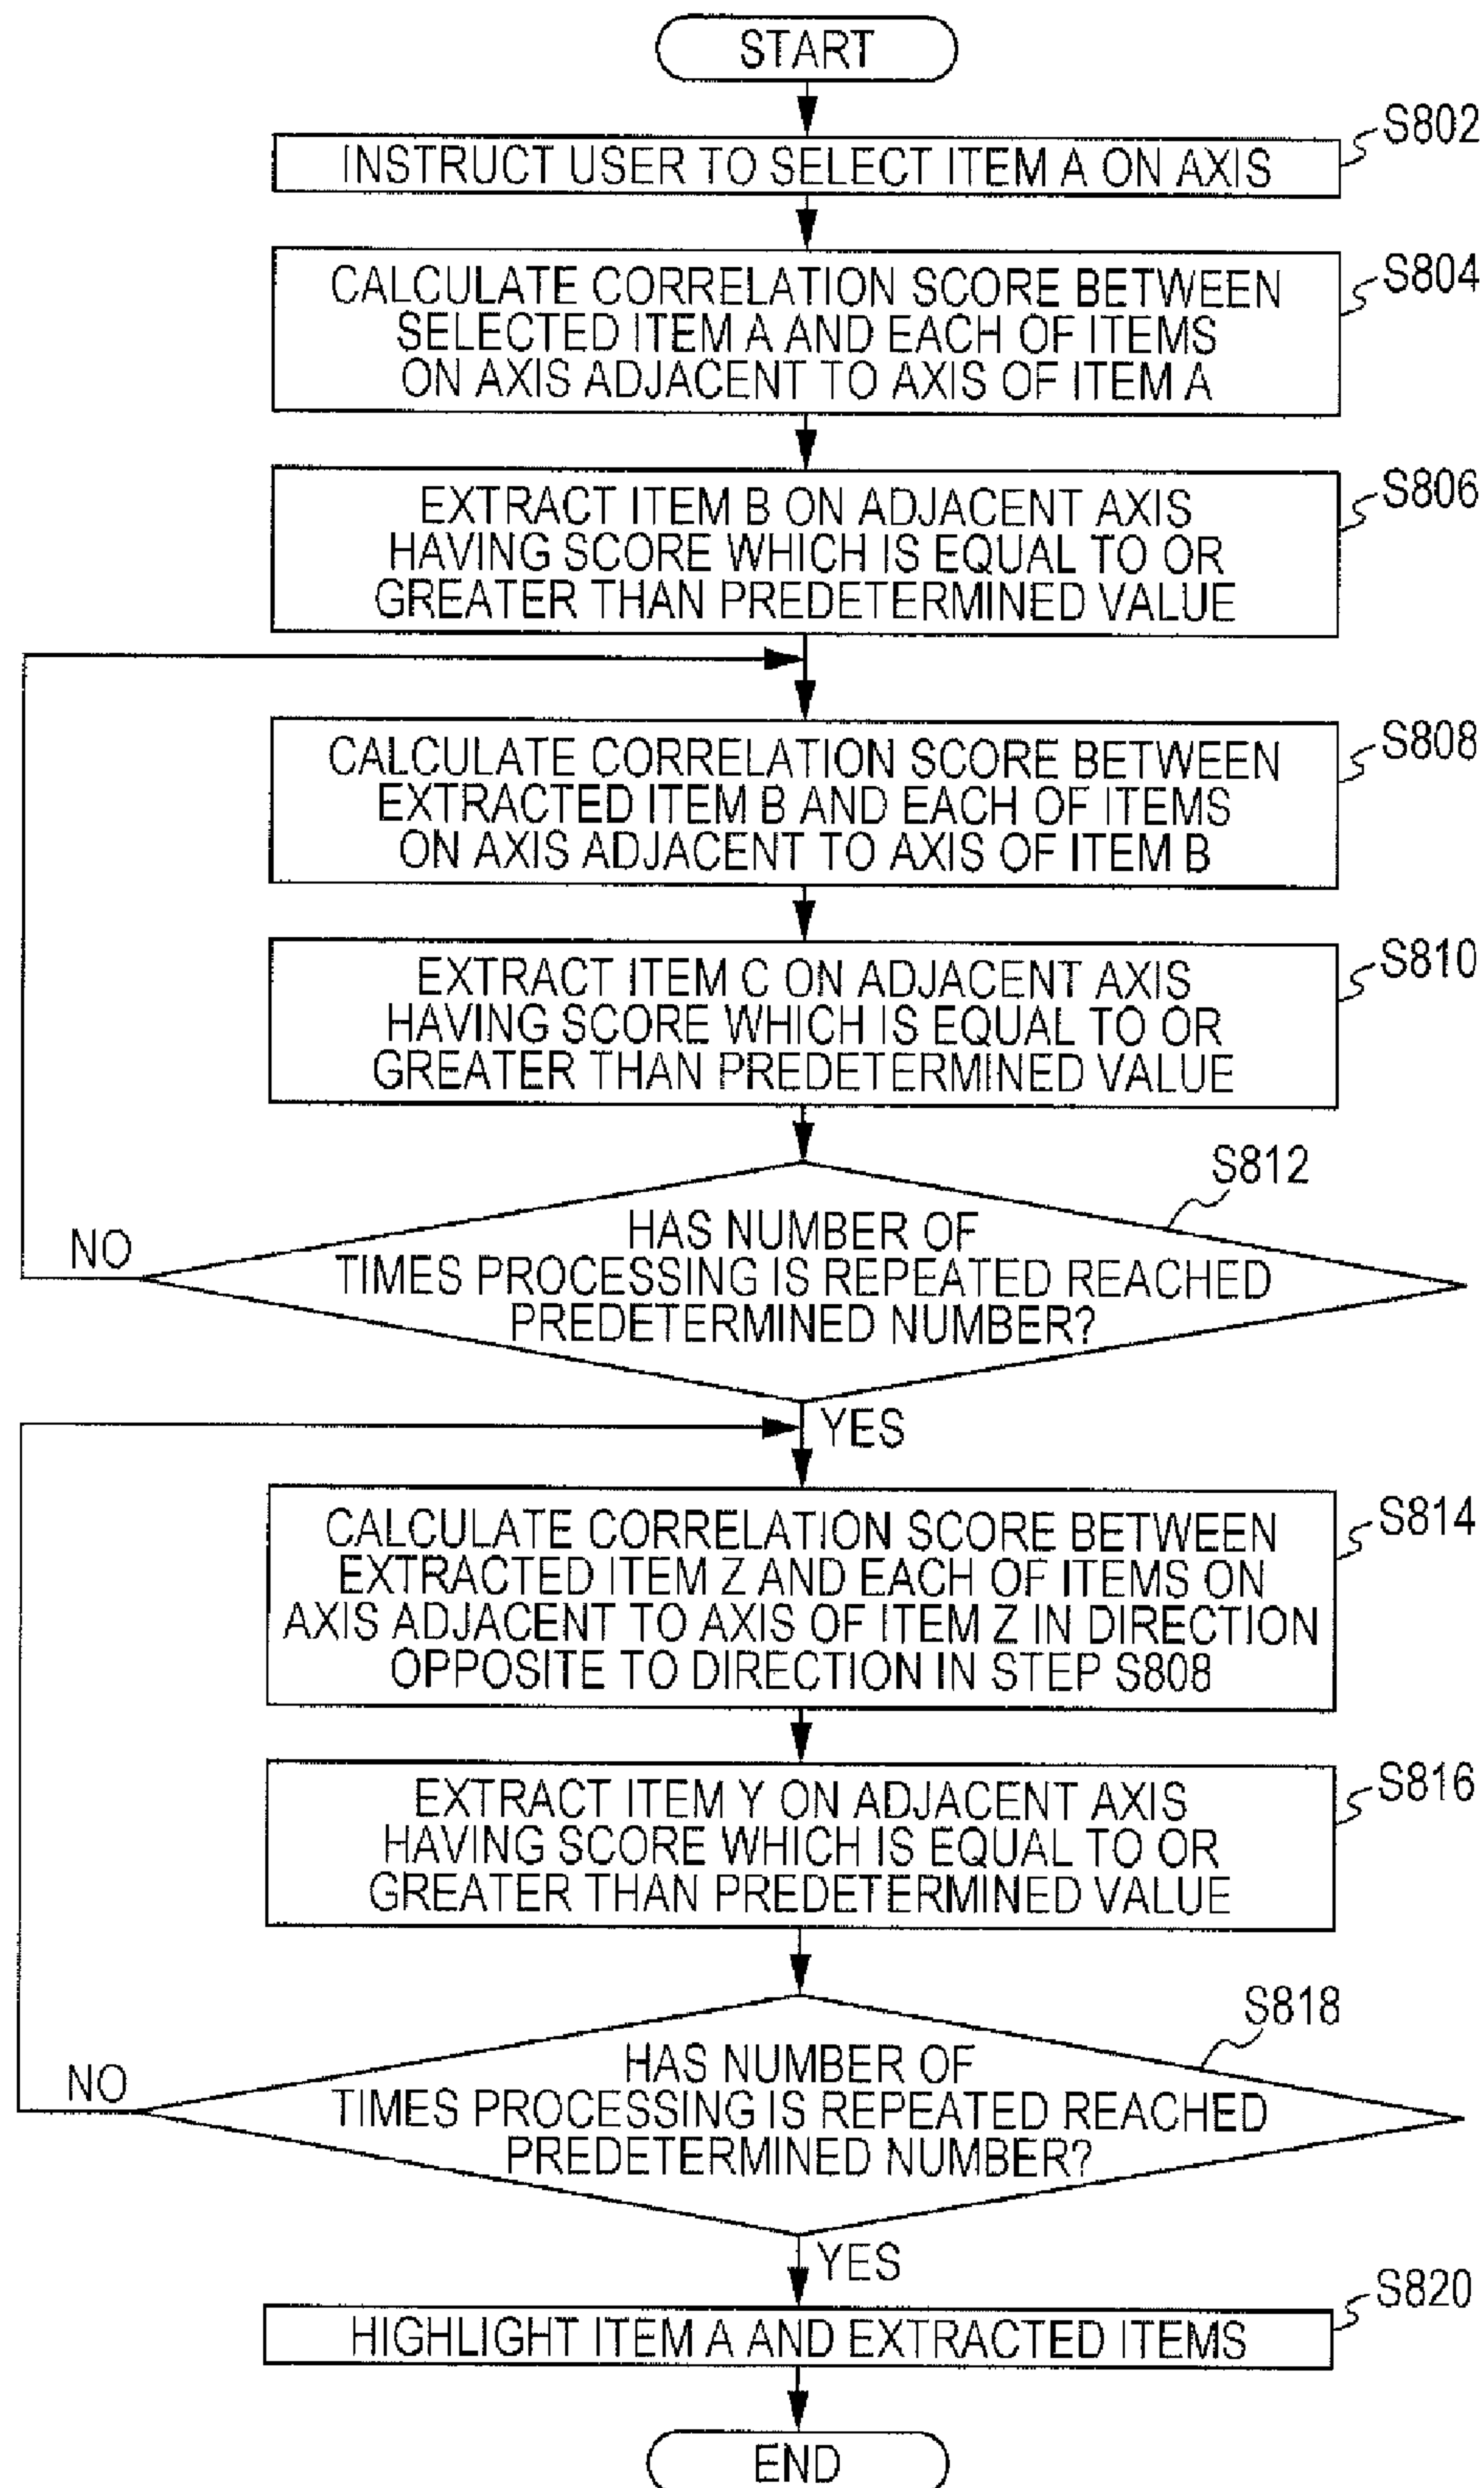 START
S802
INSTRUCT USER TO SELECT ITEM A ON AXIS
S804
CALCULATE CORRELATION SCORE BETWEEN
SELECTED ITEM A AND EACH OF ITEMS
ON AXIS ADJACENT TO AXIS OF ITEM A
S806
EXTRACT ITEM B ON ADJACENT AXIS
HAVING SCORE WHICH IS EQUAL TO OR
GREATER THAN PREDETERMINED VALUE
S808
CALCULATE CORRELATION SCORE BETWEEN
EXTRACTED ITEM B AND EACH OF ITEMS
ON AXIS ADJACENT TO AXIS OF ITEM B
S810
EXTRACT ITEM C ON ADJACENT AXIS
HAVING SCORE WHICH IS EQUAL TO OR
GREATER THAN PREDETERMINED VALUE
S812
NO
HAS NUMBER OF
TIMES PROCESSING IS REPEATED REACHED
PREDETERMINED NUMBER?
YES
S814
CALCULATE CORRELATION SCORE BETWEEN
EXTRACTED ITEM Z AND EACH OF ITEMS ON
AXIS ADJACENT TO AXIS OF ITEM Z IN DIRECTION
OPPOSITE TO DIRECTION IN STEP S808
S816
EXTRACT ITEM Y ON ADJACENT AXIS
HAVING SCORE WHICH IS EQUAL TO OR
GREATER THAN PREDETERMINED VALUE
S818
NO
HAS NUMBER OF
TIMES PROCESSING IS REPEATED REACHED
PREDETERMINED NUMBER?
YES
S820
HIGHLIGHT ITEM A AND EXTRACTED ITEMS
END